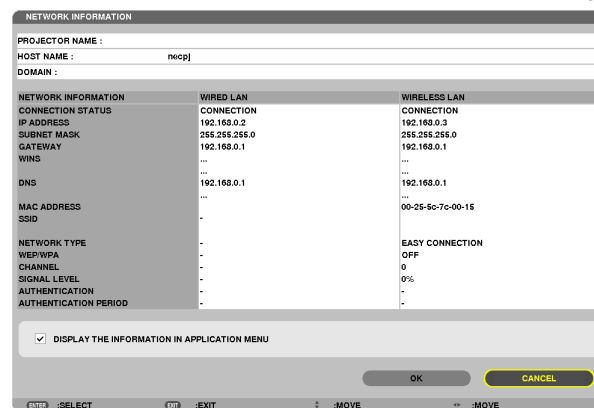 NETWORK INFORMATION
PROJECTOR NAME :
HOST NAME : necpj
DOMAIN :
NETWORK INFORMATION WIRED LAN WIRELESS LAN
CONNECTION STATUS CONNECTION CONNECTION
IP ADDRESS 192.168.0.2 192.168.0.3
SUBNET MASK 255.255.255.0 255.255.255.0
GATEWAY 192.168.0.1 192.168.0.1
WINS ... ...
... ...
DNS 192.168.0.1 192.168.0.1
...
MAC ADDRESS 00-25-5c-7c-00-15
SSID -
NETWORK TYPE - EASY CONNECTION
WEP/WPA - OFF
CHANNEL - 0
SIGNAL LEVEL - 0%
AUTHENTICATION - -
AUTHENTICATION PERIOD - -
DISPLAY THE INFORMATION IN APPLICATION MENU
OK CANCEL
ENTER :SELECT EXIT :EXIT :MOVE :MOVE